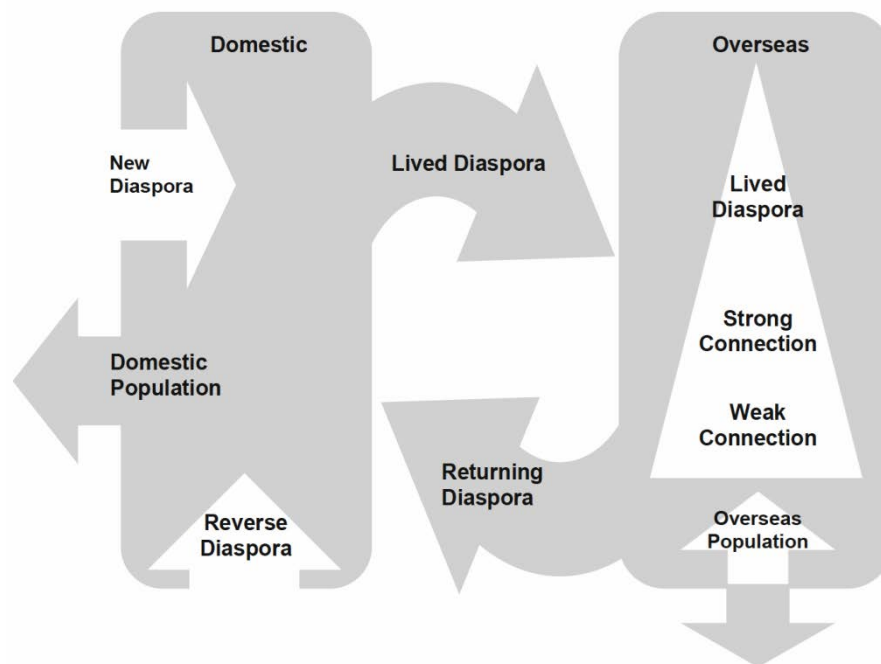 Domestic
Overseas
New
Diaspora
Lived Diaspora
Lived
Diaspora
Strong
Connection
Domestic
Population
Weak
Connection
Returning
Diaspora
Reverse
Diaspora
Overseas
Population